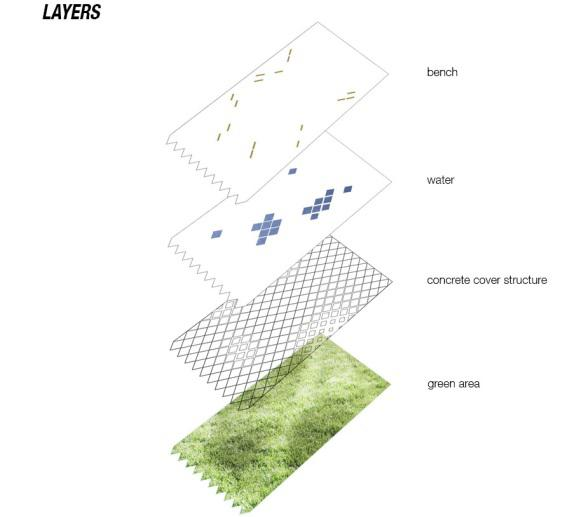 LAYERS
bench
water
concrete cover structure
green area